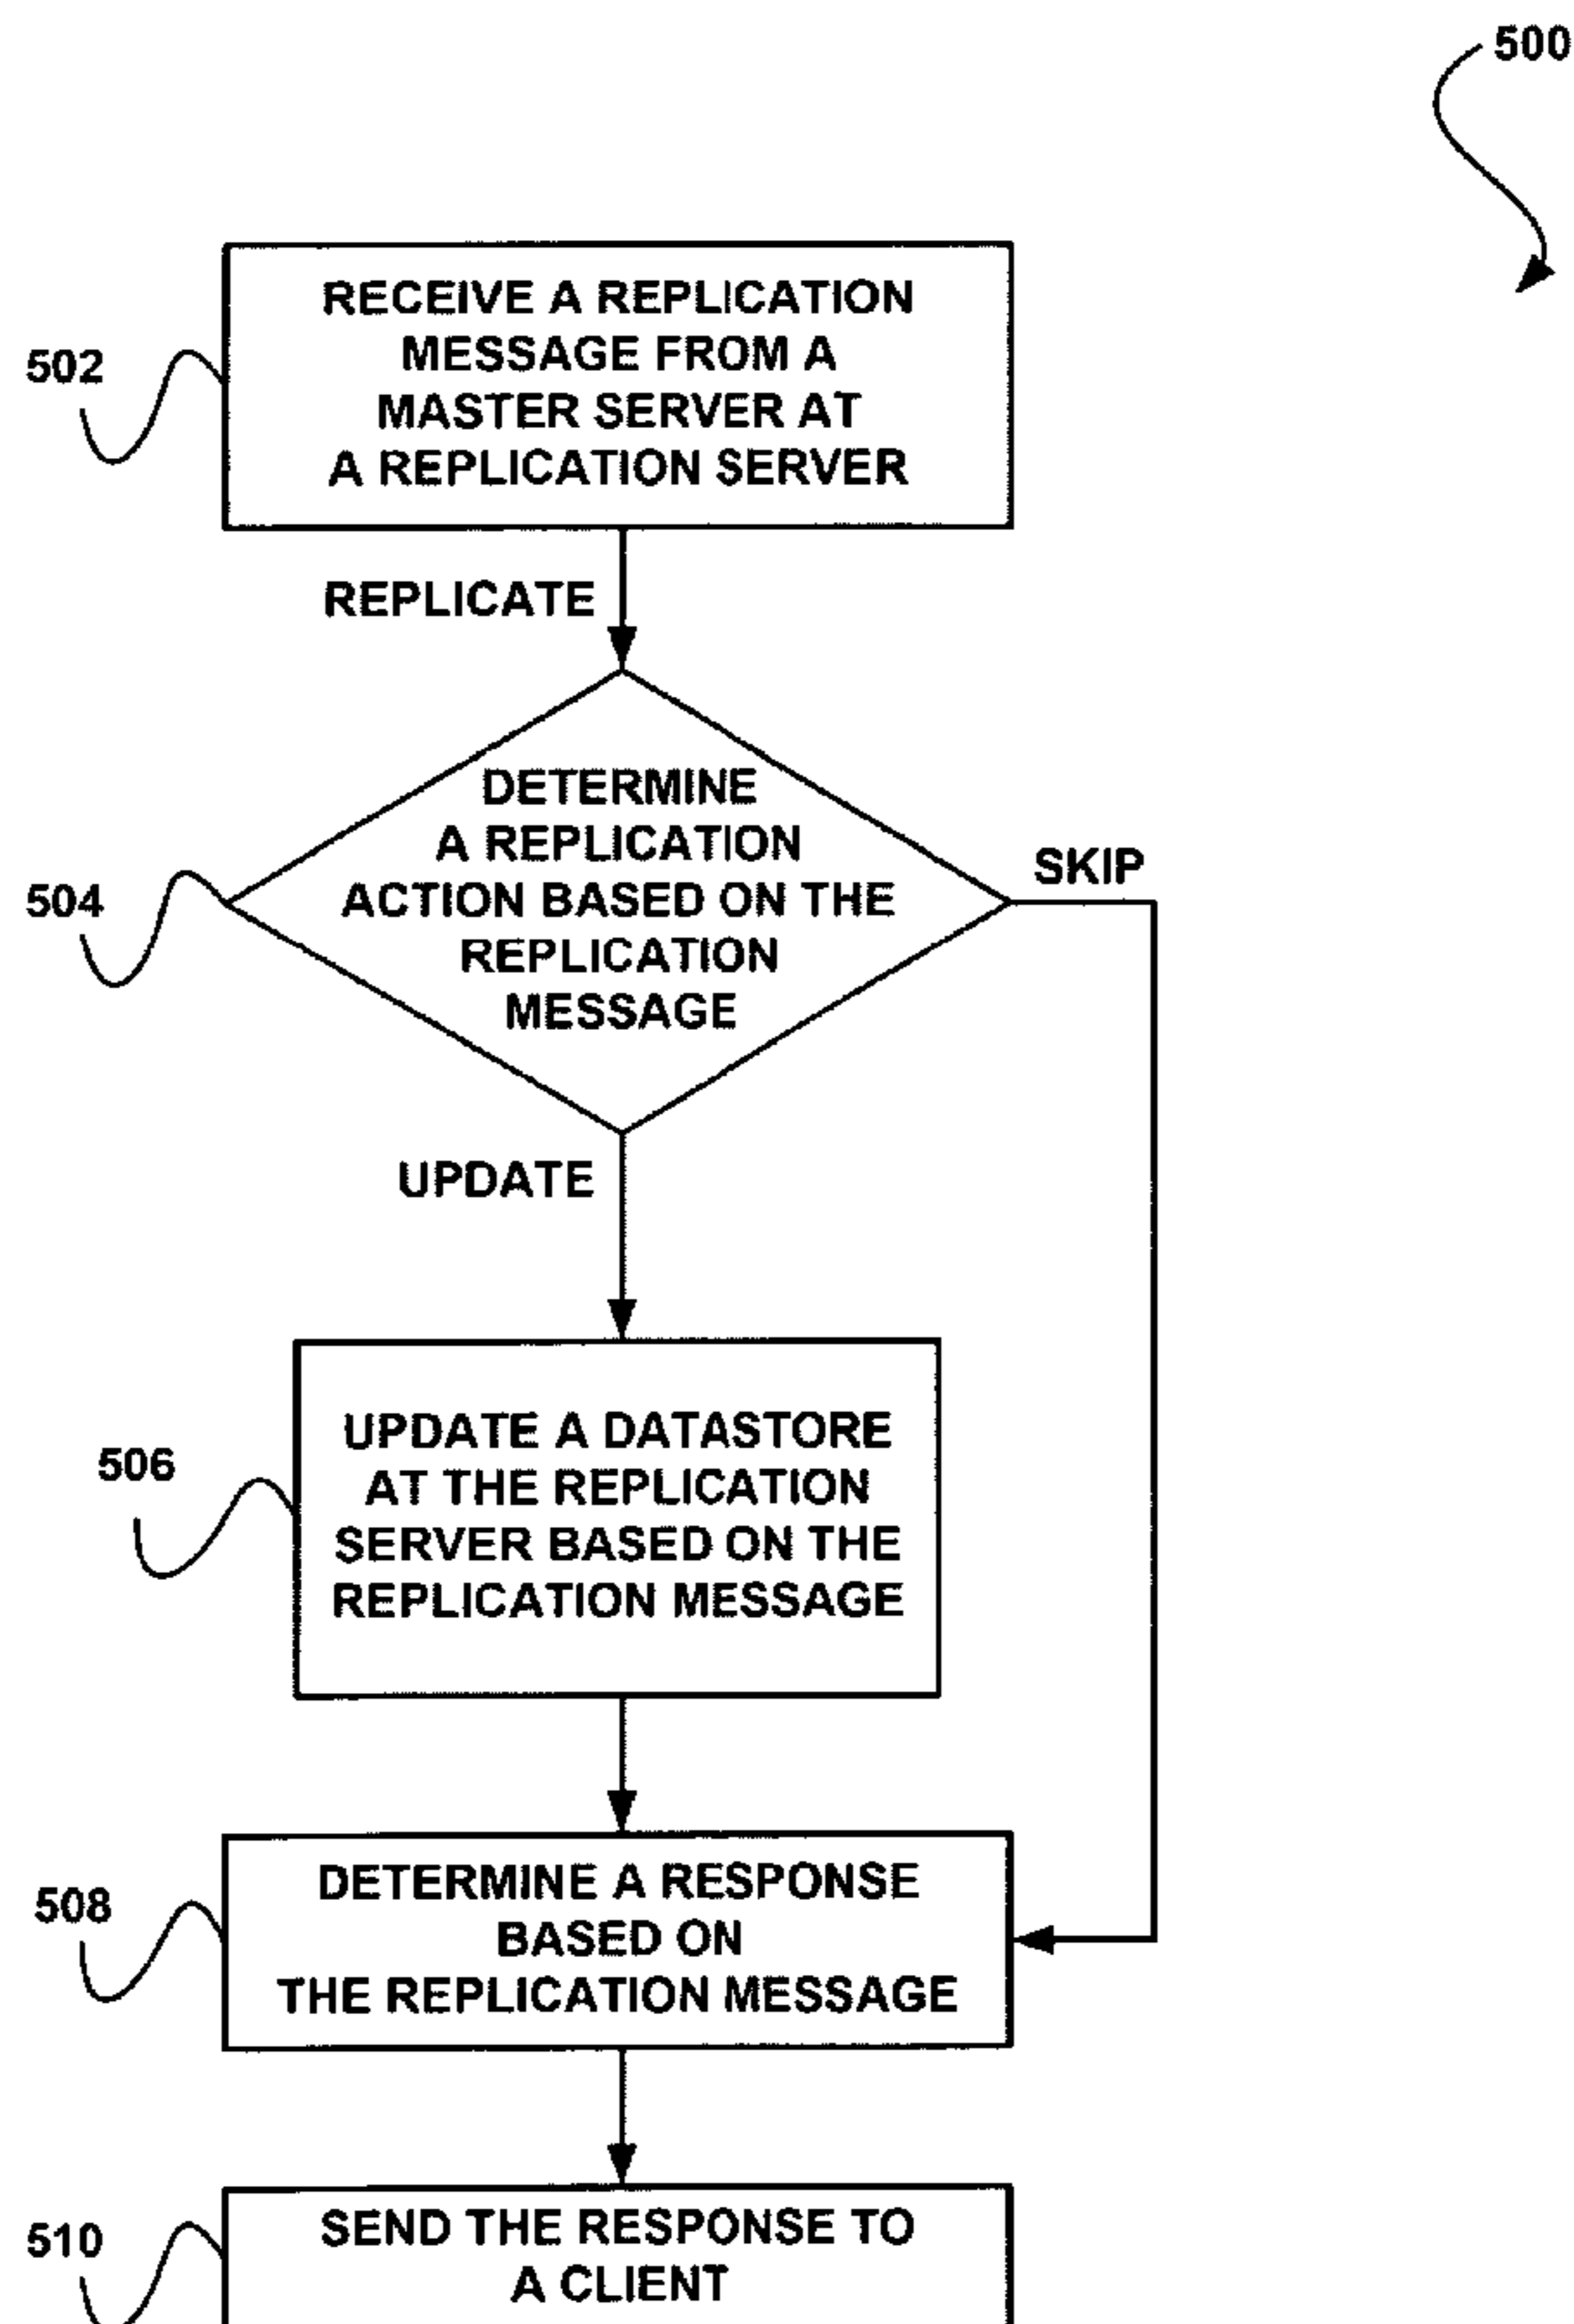 500
502
RECEIVE A REPLICATION
MESSAGE FROM A
MASTER SERVER AT
A REPLICATION SERVER
REPLICATE
504
DETERMINE
A REPLICATION
ACTION BASED ON THE
REPLICATION
MESSAGE
SKIP
UPDATE
506
UPDATE A DATASTORE
AT THE REPLICATION
SERVER BASED ON THE
REPLICATION MESSAGE
508
DETERMINE A RESPONSE
BASED ON
THE REPLICATION MESSAGE
510
SEND THE RESPONSE TO
A CLIENT